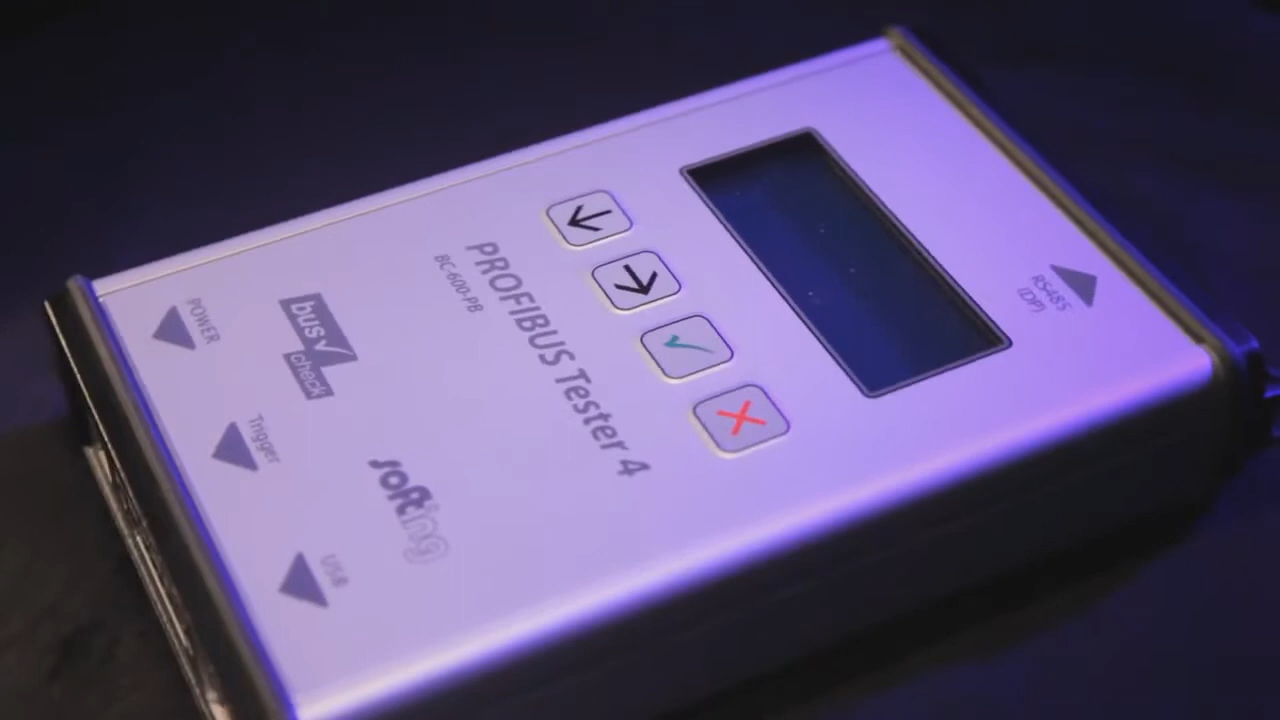 RS485
(DP)
PROFIBUS Tester 4
BC-600-PB
POWER
bus
check
Trigger
softing
USB